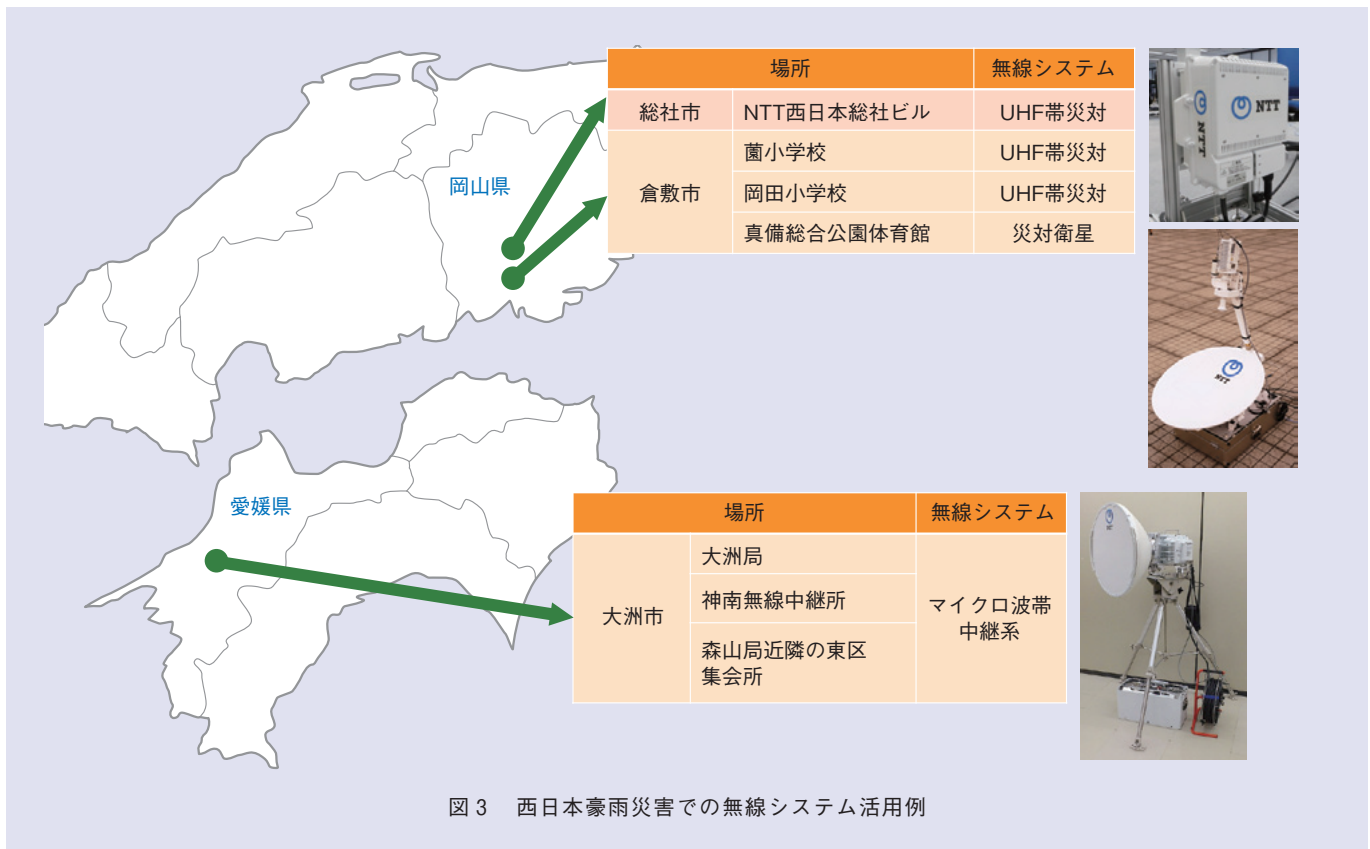 場所 無線システム
総社市 NTT西日本総社ビル UHF帯災対
倉敷市 薗小学校 UHF帯災対
岡田小学校 UHF帯災対
真備総合公園体育館 災対衛星
岡山県
NTT
NTT
NTT
愛媛県
場所 無線システム
大洲市 大洲局 マイクロ波帯
中継系
神南無線中継所
森山局近隣の東区
集会所
図3 西日本豪雨災害での無線システム活用例